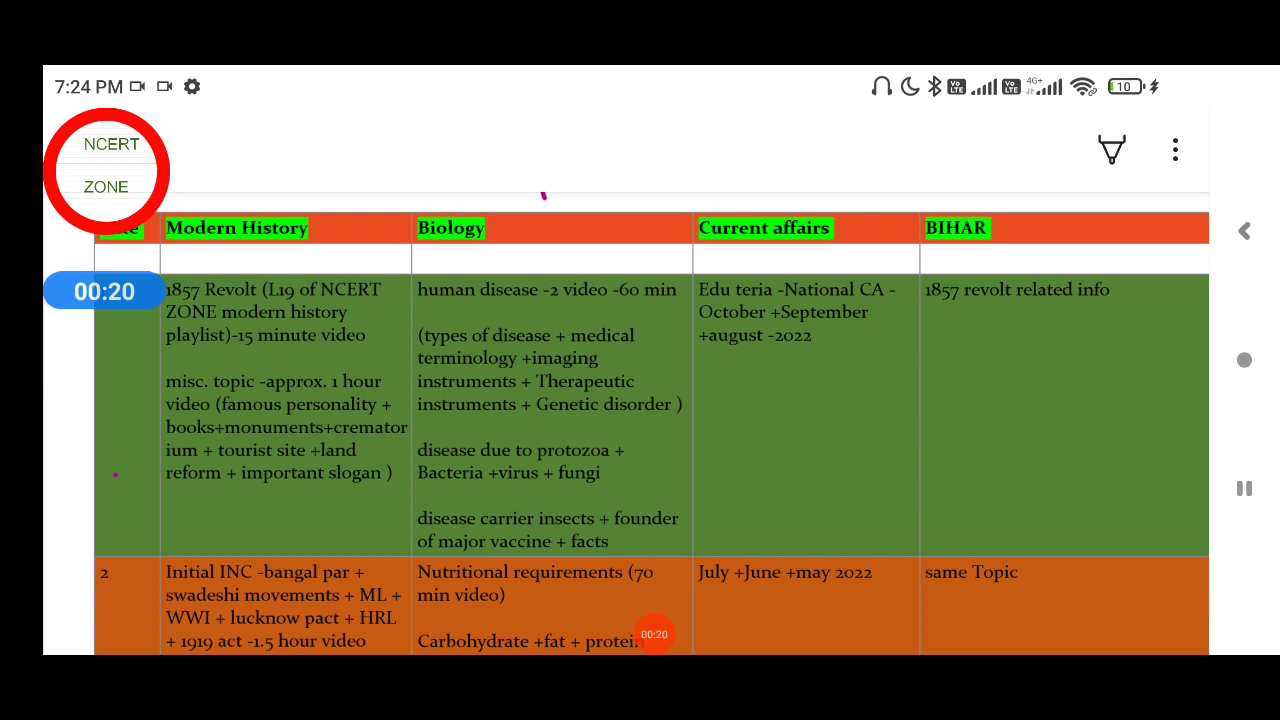 7:24 PM
Vo LTE
Vo LTE
4G+
10
NCERT
ZONE
Modern History
Biology
Current affairs
BIHAR
00:20
1857 Revolt (L19 of NCERT
ZONE modern history
playlist)-15 minute video
misc. topic -approx. 1 hour
video (famous personality +
books+monuments+cremator
ium + tourist site +land
reform + important slogan )
human disease -2 video -60 min
(types of disease + medical
terminology +imaging
instruments + Therapeutic
instruments + Genetic disorder )
disease due to protozoa +
Bacteria +virus + fungi
disease carrier insects + founder
of major vaccine + facts
Edu teria -National CA -
October +September
+august -2022
1857 revolt related info
2
Initial INC -bangal par +
swadeshi movements + ML +
WWI + lucknow pact + HRL
+ 1919 act -1.5 hour video
Nutritional requirements (70
min video)
Carbohydrate +fat + protein
00:20
July +June +may 2022
same Topic